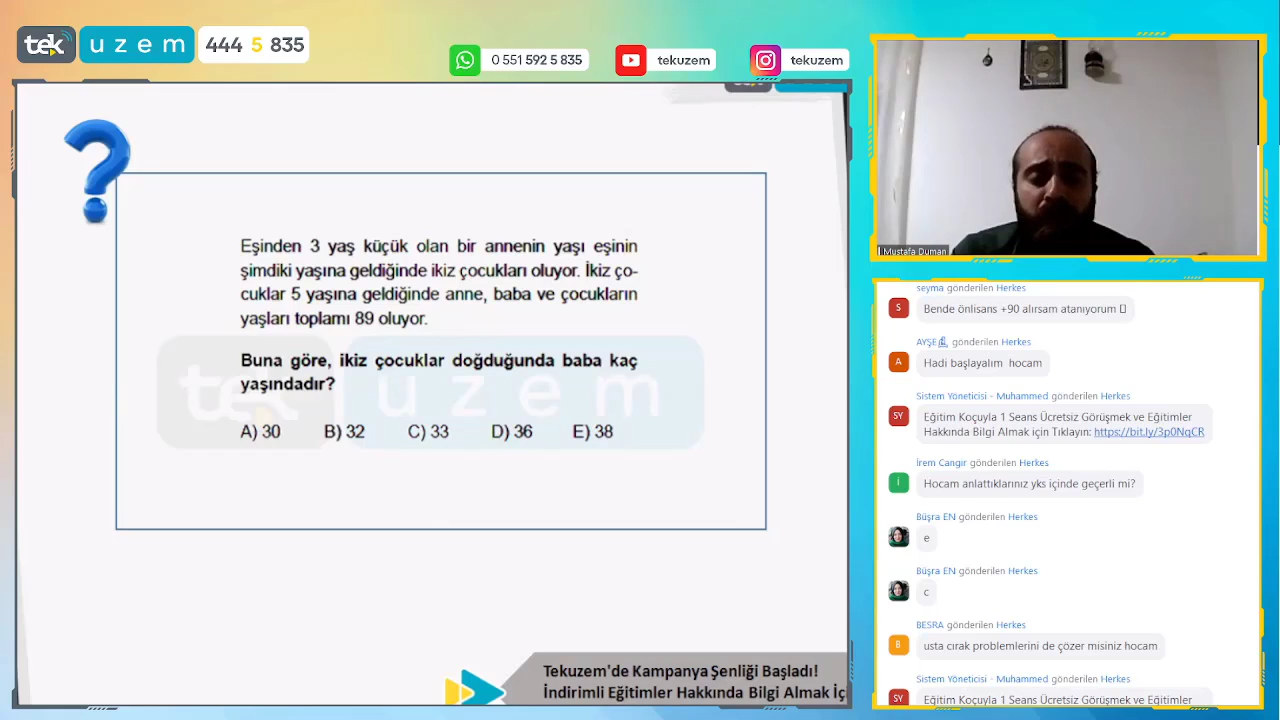 tek uzem 444 5 835
0 551 592 5 835
tekuzem
tekuzem
Eşinden 3 yaş küçük olan bir annenin yaşı eşinin
şimdiki yaşına geldiğinde ikiz çocukları oluyor. İkiz ço-
cuklar 5 yaşına geldiğinde anne, baba ve çocukların
yaşları toplamı 89 oluyor.
Buna göre, ikiz çocuklar doğduğunda baba kaç
yaşındadır?
A) 30 B) 32 C) 33 D) 36 E) 38
tek uzem
Tekuzem'de Kampanya Şenliği Başladı!
İndirimli Eğitimler Hakkında Bilgi Almak İç
Mustafa Duman
seyma gönderilen Herkes
S
Bende önlisans +90 alırsam atanıyorum
AYŞE gönderilen Herkes
A
Hadi başlayalım hocam
Sistem Yöneticisi - Muhammed gönderilen Herkes
SY
Eğitim Koçuyla 1 Seans Ücretsiz Görüşmek ve Eğitimler
Hakkında Bilgi Almak için Tıklayın: https://bit.ly/3p0NqCR
İrem Cangır gönderilen Herkes
İ
Hocam anlattıklarınız yks içinde geçerli mi?
Büşra EN gönderilen Herkes
e
Büşra EN gönderilen Herkes
c
BESRA gönderilen Herkes
B
usta cırak problemlerini de çözer misiniz hocam
Sistem Yöneticisi - Muhammed gönderilen Herkes
SY
Eğitim Koçuyla 1 Seans Ücretsiz Görüşmek ve Eğitimler